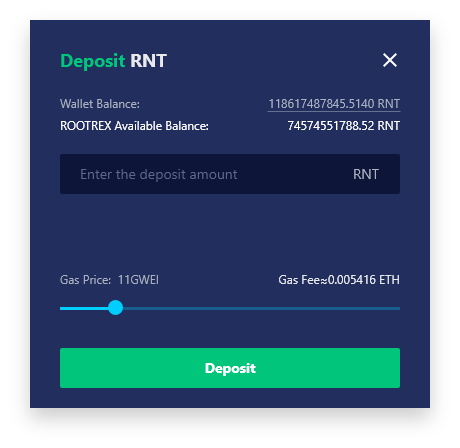 Deposit RNT
Wallet Balance: 118617487845.5140 RNT
ROOTREX Available Balance: 74574551788.52 RNT
Enter the deposit amount RNT
Gas Price: 11GWEI Gas Fee≈0.005416 ETH
Deposit